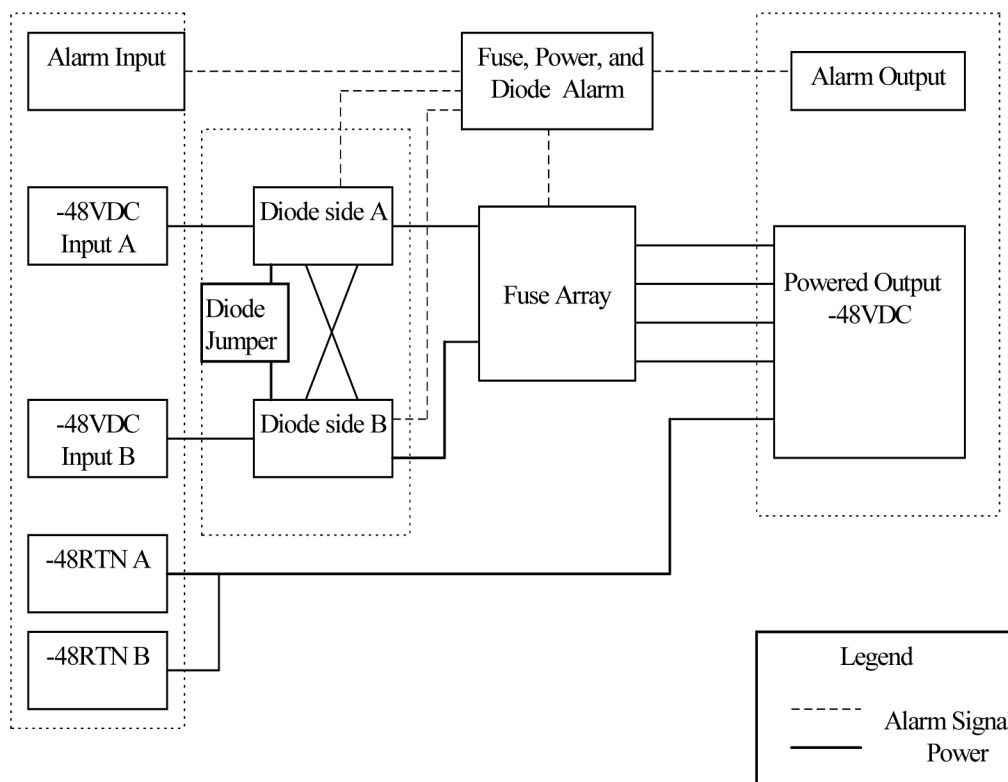 Alarm Input
Fuse, Power, and
Diode Alarm
Alarm Output
-48VDC
Input A
Diode side A
Fuse Array
Powered Output
-48VDC
Diode
Jumper
-48VDC
Input B
Diode side B
-48RTN A
-48RTN B
Legend
Alarm Signal
Power